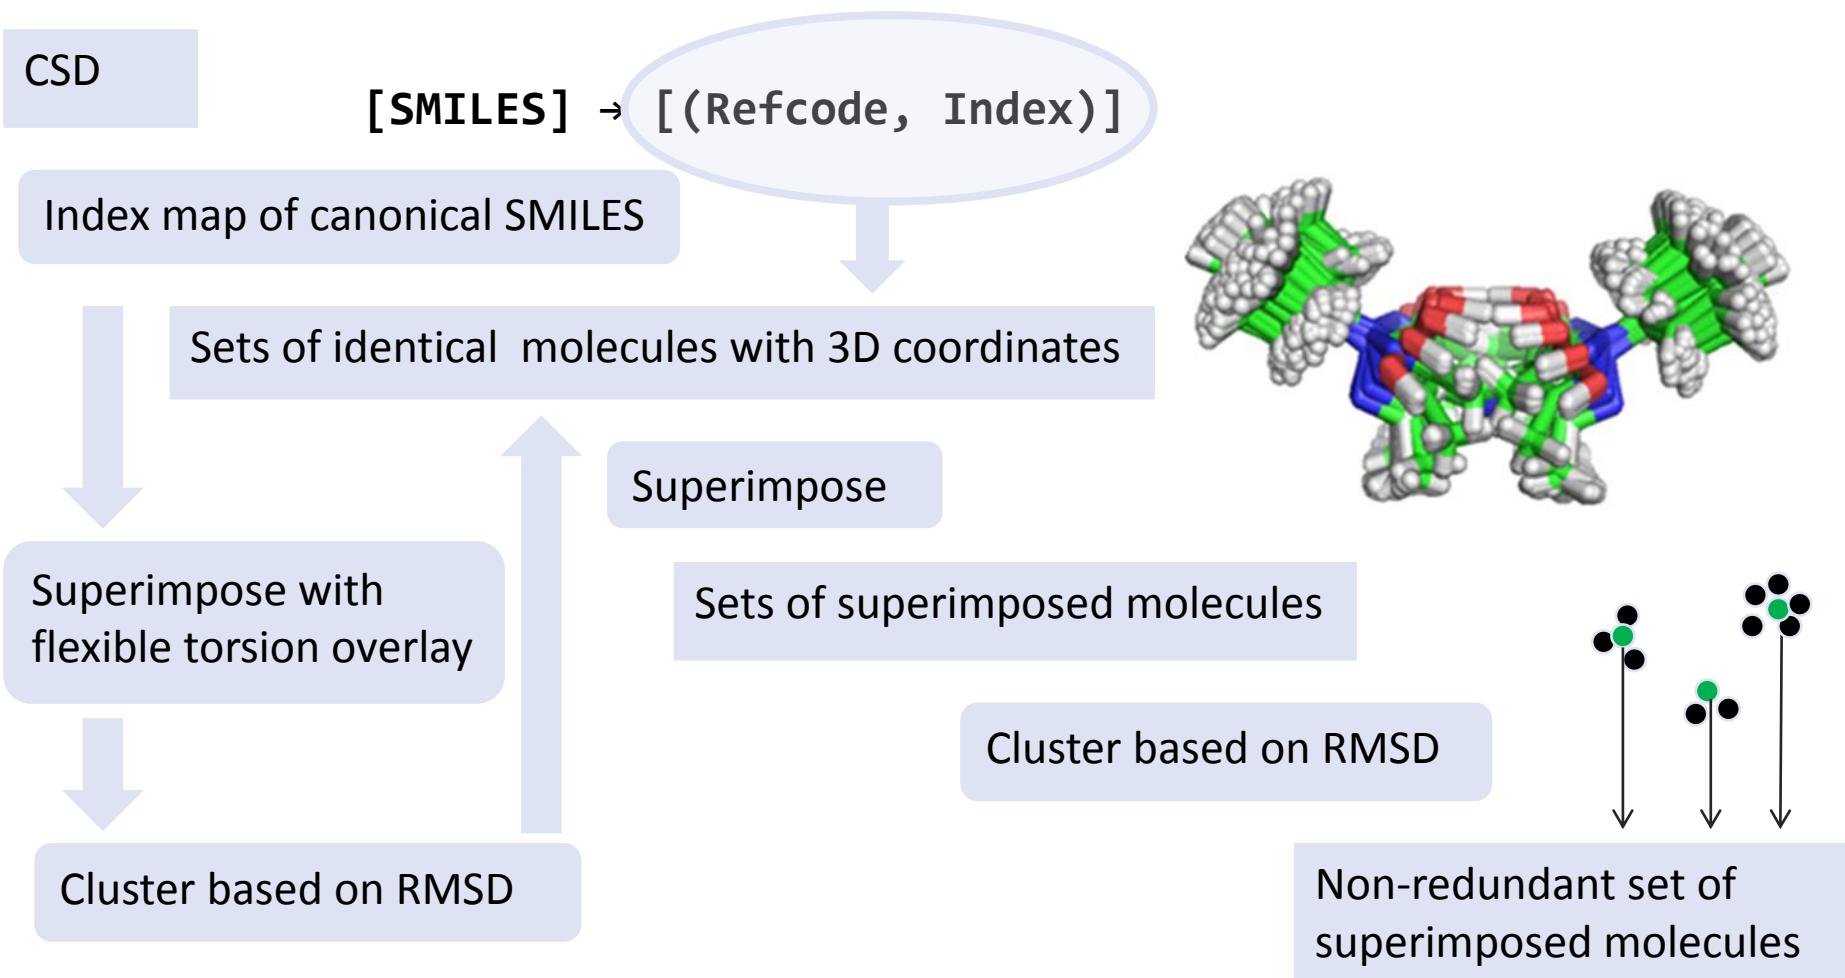 CSD
[SMILES] → [(Refcode, Index)]
Index map of canonical SMILES
Sets of identical molecules with 3D coordinates
Superimpose
Superimpose with
flexible torsion overlay
Sets of superimposed molecules
Cluster based on RMSD
Cluster based on RMSD
Non-redundant set of
superimposed molecules